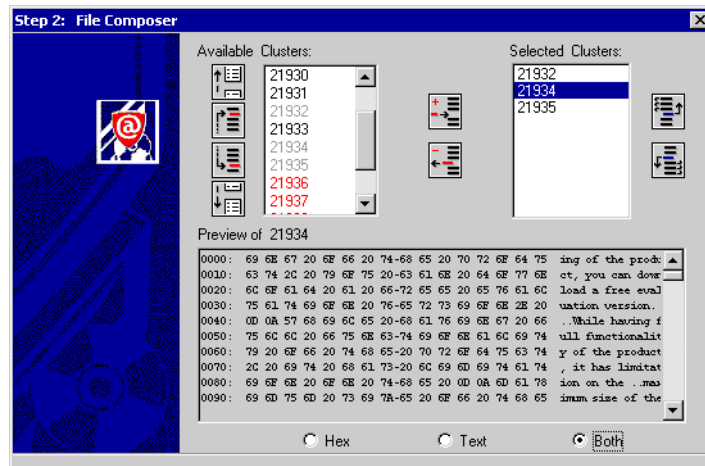 Step 2: File Composer
Available Clusters:
Selected Clusters:
21930
21931
21932
21933
21934
21935
21936
21937
21932
21934
21935
Preview of 21934
0000: 69 6E 67 20 6F 66 20 74-68 65 20 70 72 6F 64 75 ing of the produ
0010: 63 74 2C 20 79 6F 75 20-63 61 6E 20 64 6F 77 6E ct, you can down
0020: 6C 6F 61 64 20 61 20 66-72 65 65 20 65 76 61 6C load a free eval
0030: 75 61 74 69 6F 6E 20 76-65 72 73 69 6F 6E 2E 20 uation version.
0040: 0D 0A 57 68 69 6C 65 20-68 61 76 69 6E 67 20 66 ..While having f
0050: 75 6C 6C 20 66 75 6E 63-74 69 6F 6E 61 6C 69 74 ull functionalit
0060: 79 20 6F 66 20 74 68 65-20 70 72 6F 64 75 63 74 y of the product
0070: 2C 20 69 74 20 68 61 73-20 6C 69 6D 69 74 61 74 , it has limitat
0080: 69 6F 6E 20 6F 6E 20 74-68 65 20 0D 0A 6D 61 78 ion on the ..max
0090: 69 6D 75 6D 20 73 69 7A-65 20 6F 66 20 74 68 65 imum size of the
Hex
Text
Both